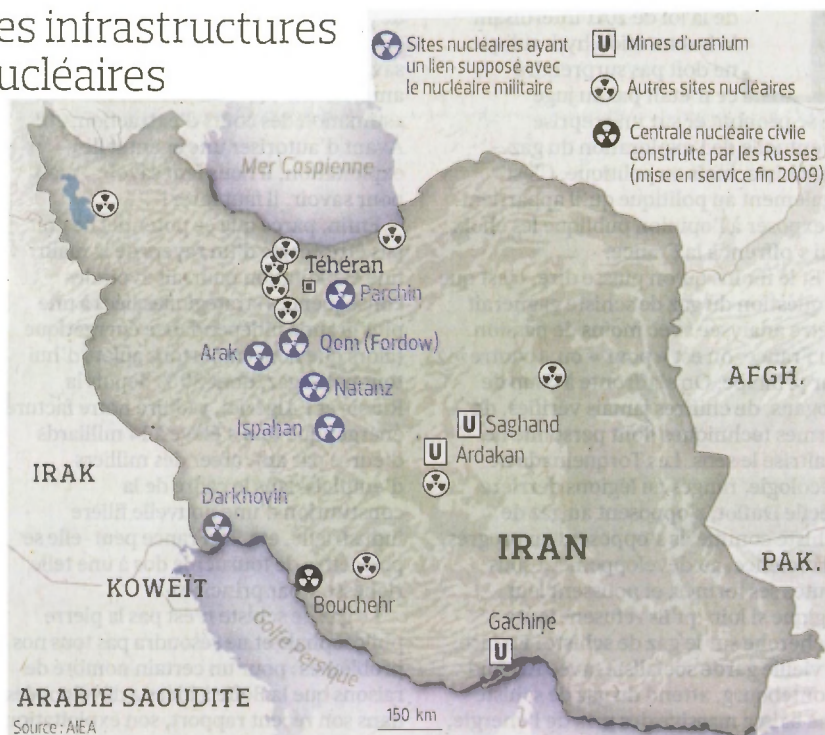 es infrastructures
ucléaires
Sites nucléaires ayant
un lien supposé avec
le nucléaire militaire
U Mines d'uranium
Autres sites nucléaires
Centrale nucléaire civile
construite par les Russes
(mise en service fin 2009)
Mer Caspienne
Téhéran
Parchin
Qom (Fordow)
Arak
Natanz
Ispahan
U Saghand
U Ardakan
AFGH.
IRAK
Darkhovin
IRAN
PAK.
KOWEÏT
Bouchehr
Golfe Persique
Gachine
U
ARABIE SAOUDITE
150 km
Source : AIEA